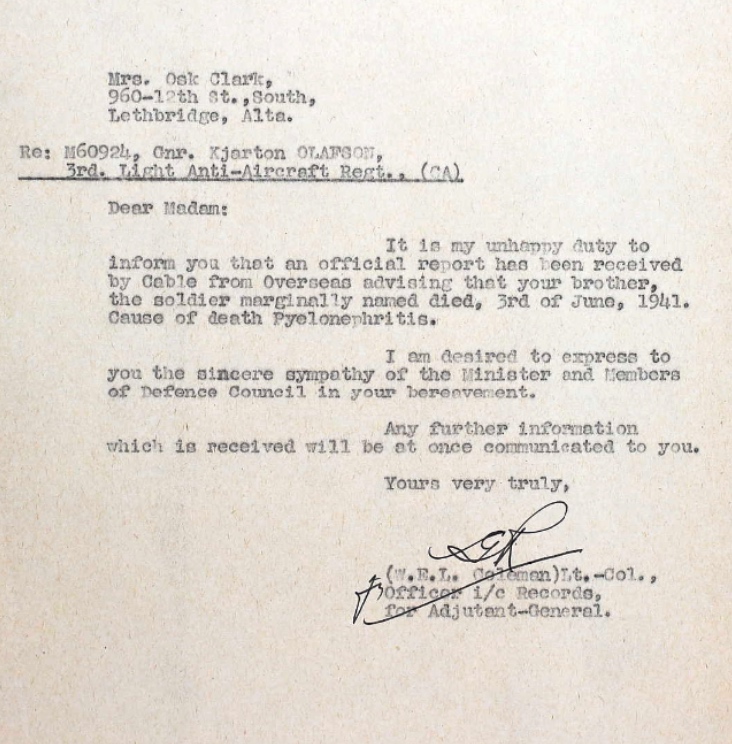 Mrs. Osk Clark,
960-12th St.,South,
Lethbridge, Alta.
Re: M60924, Gnr. Kjarton OLAFSON,
3rd. Light Anti-Aircraft Regt., (CA)
Dear Madam:
It is my unhappy duty to
inform you that an official report has been received
by Cable from Overseas advising that your brother,
the soldier marginally named died, 3rd of June, 1941.
Cause of death Pyelonephritis.
I am desired to express to
you the sincere sympathy of the Minister and Members
of Defence Council in your bereavement.
Any further information
which is received will be at once communicated to you.
Yours very truly,
(W.E.L. Coleman)Lt.-Col.,
Officer i/c Records,
for Adjutant-General.